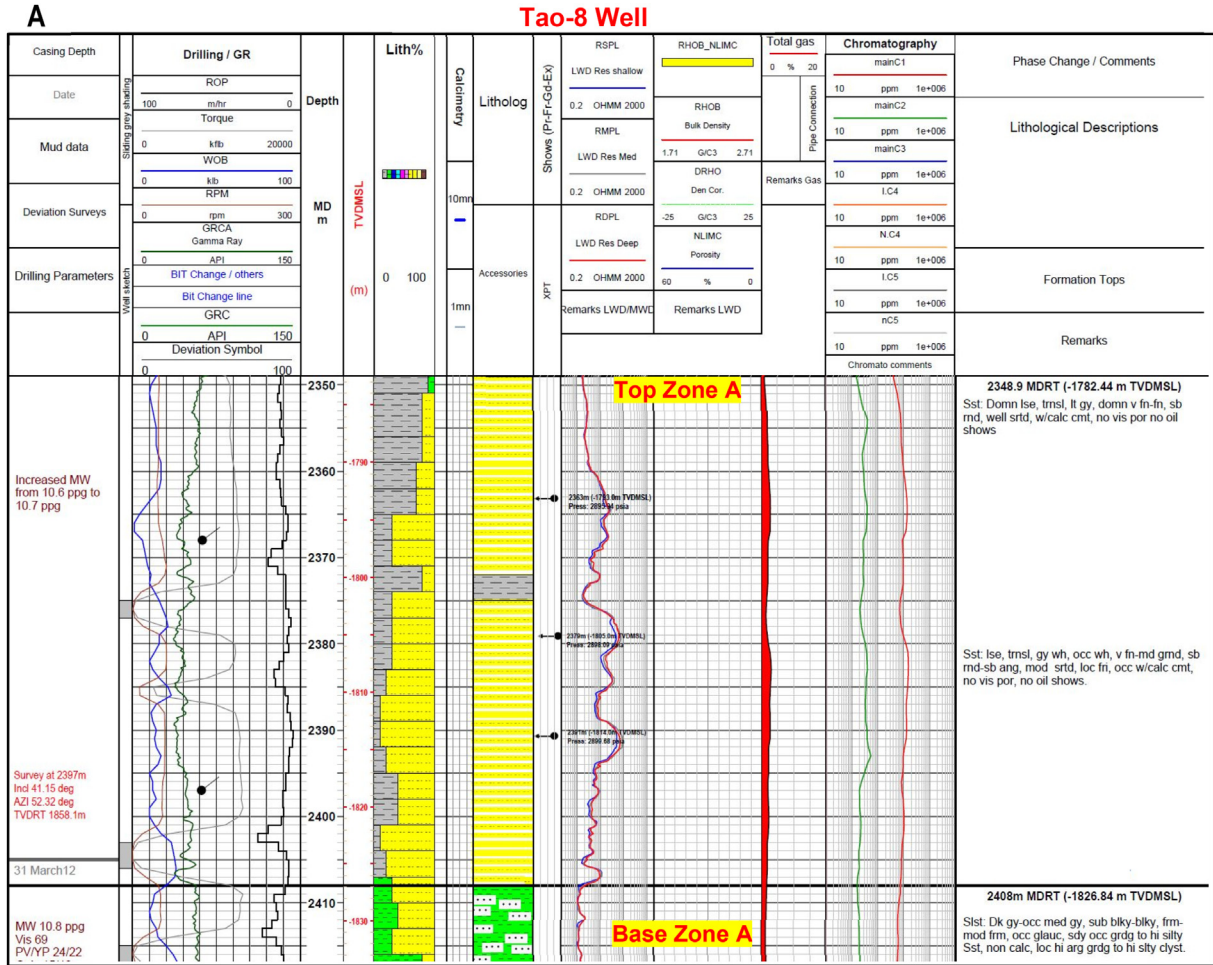 A
Tao-8 Well
Casing Depth
Date
Mud data
Deviation Surveys
Drilling Parameters
Sliding grey shading
Well sketch
Drilling / GR
ROP
100 m/hr 0
Torque
0 kflb 20000
WOB
0 klb 100
RPM
0 rpm 300
GRCA
Gamma Ray
0 API 150
BIT Change / others
Bit Change line
GRC
0 API 150
Deviation Symbol
0 100
Depth
MD
m
TVDMSL
(m)
Lith%
0 100
Calcimetry
10mn
1mn
Litholog
Accessories
Shows (Pr-Fr-Gd-Ex)
XPT
RSPL
LWD Res shallow
0.2 OHMM 2000
RMPL
LWD Res Med
0.2 OHMM 2000
RDPL
LWD Res Deep
0.2 OHMM 2000
Remarks LWD/MWD
RHOB_NLIMC
RHOB
Bulk Density
1.71 G/C3 2.71
DRHO
Den Cor.
-25 G/C3 25
NLIMC
Porosity
60 % 0
Remarks LWD
Total gas
0 % 20
Pipe Connection
Remarks Gas
Chromatography
mainC1
10 ppm 1e+006
mainC2
10 ppm 1e+006
mainC3
10 ppm 1e+006
I.C4
10 ppm 1e+006
N.C4
10 ppm 1e+006
I.C5
10 ppm 1e+006
nC5
10 ppm 1e+006
Chromato comments
Phase Change / Comments
Lithological Descriptions
Formation Tops
Remarks
Increased MW
from 10.6 ppg to
10.7 ppg
Survey at 2397m
Incl 41.15 deg
AZI 52.32 deg
TVDRT 1858.1m
31 March12
MW 10.8 ppg
Vis 69
PV/YP 24/22
2350
2360
2370
2380
2390
2400
2410
-1790
-1800
-1810
-1820
-1830
Top Zone A
2363m (-1793.0m TVDMSL)
Press: 2895.94 psia
2379m (-1805.0m TVDMSL)
Press: 2898.09 psia
2391m (-1814.0m TVDMSL)
Press: 2899.68 psia
Base Zone A
2348.9 MDRT (-1782.44 m TVDMSL)
Sst: Domn lse, trnsl, lt gy, domn v fn-fn, sb
rnd, well srtd, w/calc cmt, no vis por no oil
shows
Sst: lse, trnsl, gy wh, occ wh, v fn-md grnd, sb
rnd-sb ang, mod srtd, loc fri, occ w/calc cmt,
no vis por, no oil shows.
2408m MDRT (-1826.84 m TVDMSL)
Slst: Dk gy-occ med gy, sub blky-blky, frm-
mod frm, occ glauc, sdy occ grdg to hi silty
Sst, non calc, loc hi arg grdg to hi slty clyst.